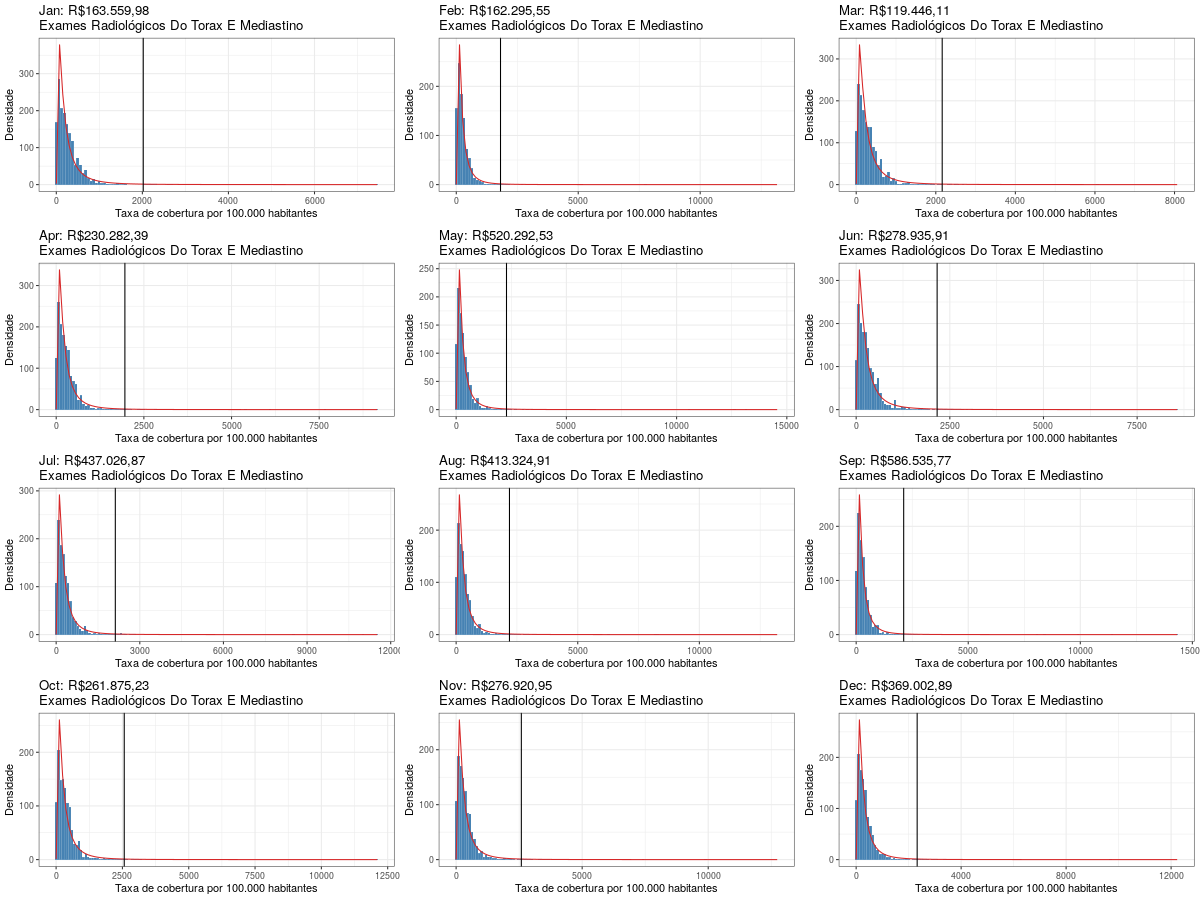 Jan: R$163.559,98
Exames Radiológicos Do Torax E Mediastino
Densidade
300
200
100
0
0
2000
4000
6000
Taxa de cobertura por 100.000 habitantes
Feb: R$162.295,55
Exames Radiológicos Do Torax E Mediastino
Densidade
200
100
0
0
5000
10000
Taxa de cobertura por 100.000 habitantes
Mar: R$119.446,11
Exames Radiológicos Do Torax E Mediastino
Densidade
300
200
100
0
0
2000
4000
6000
8000
Taxa de cobertura por 100.000 habitantes
Apr: R$230.282,39
Exames Radiológicos Do Torax E Mediastino
Densidade
300
200
100
0
0
2500
5000
7500
Taxa de cobertura por 100.000 habitantes
May: R$520.292,53
Exames Radiológicos Do Torax E Mediastino
Densidade
250
200
150
100
50
0
0
5000
10000
15000
Taxa de cobertura por 100.000 habitantes
Jun: R$278.935,91
Exames Radiológicos Do Torax E Mediastino
Densidade
300
200
100
0
0
2500
5000
7500
Taxa de cobertura por 100.000 habitantes
Jul: R$437.026,87
Exames Radiológicos Do Torax E Mediastino
Densidade
300
200
100
0
0
3000
6000
9000
12000
Taxa de cobertura por 100.000 habitantes
Aug: R$413.324,91
Exames Radiológicos Do Torax E Mediastino
Densidade
200
100
0
0
5000
10000
Taxa de cobertura por 100.000 habitantes
Sep: R$586.535,77
Exames Radiológicos Do Torax E Mediastino
Densidade
200
100
0
0
5000
10000
1500
Taxa de cobertura por 100.000 habitantes
Oct: R$261.875,23
Exames Radiológicos Do Torax E Mediastino
Densidade
200
100
0
0
2500
5000
7500
10000
12500
Taxa de cobertura por 100.000 habitantes
Nov: R$276.920,95
Exames Radiológicos Do Torax E Mediastino
Densidade
200
100
0
0
5000
10000
Taxa de cobertura por 100.000 habitantes
Dec: R$369.002,89
Exames Radiológicos Do Torax E Mediastino
Densidade
200
100
0
0
4000
8000
12000
Taxa de cobertura por 100.000 habitantes